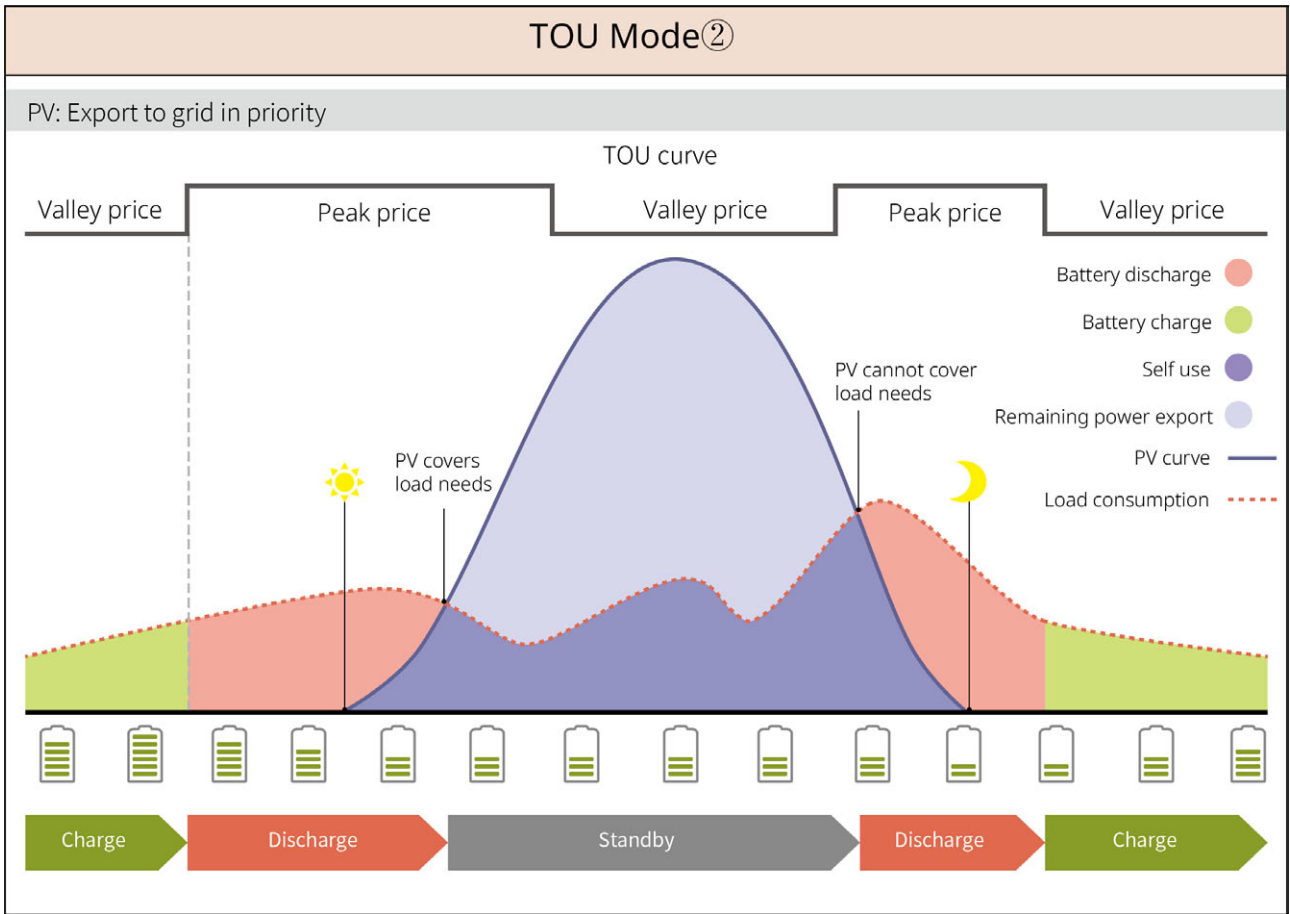 TOU Mode②
PV: Export to grid in priority
TOU curve
Valley price
Peak price
Valley price
Peak price
Valley price
Battery discharge
Battery charge
Self use
Remaining power export
PV curve
Load consumption
PV cannot cover
load needs
PV covers
load needs
Charge
Discharge
Standby
Discharge
Charge